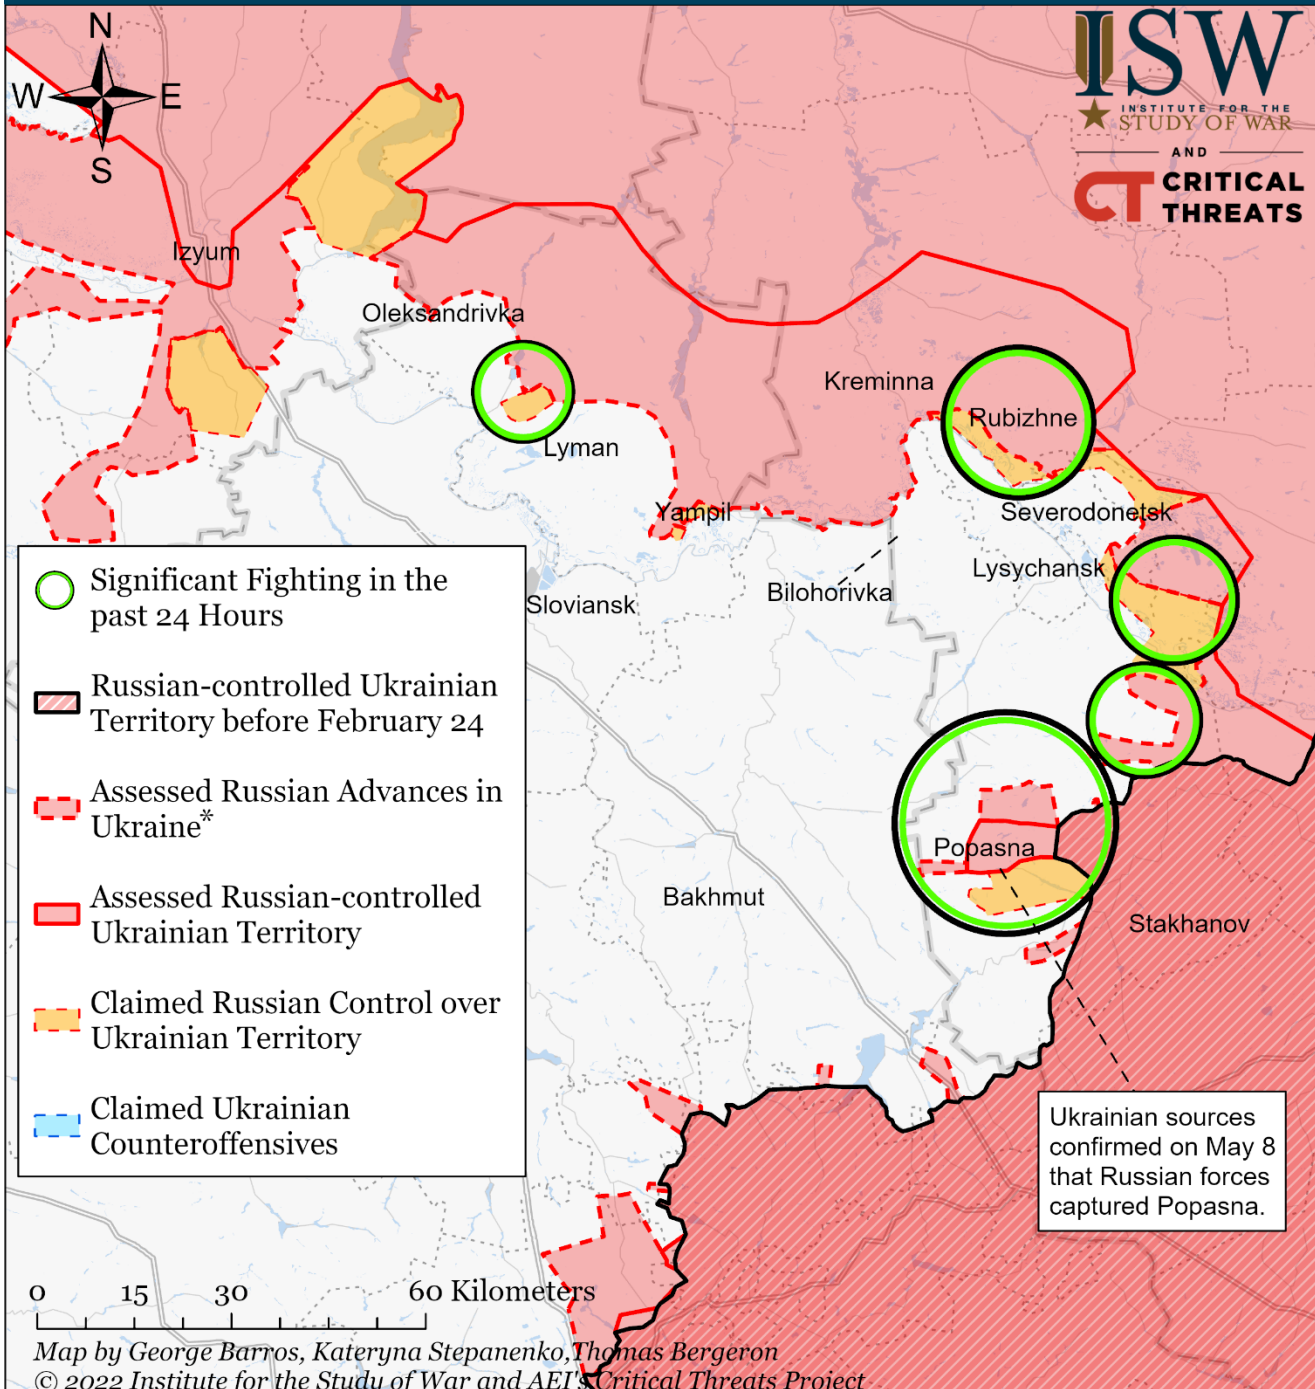 N
W E
S
ISW
INSTITUTE FOR THE
STUDY OF WAR
AND
CT CRITICAL
THREATS
Izyum
Oleksandrivka
Kreminna
Rubizhne
Lyman
Yampil
Severodonetsk
Lysychansk
Bilohorivka
Sloviansk
Popasna
Bakhmut
Stakhanov
Significant Fighting in the
past 24 Hours
Russian-controlled Ukrainian
Territory before February 24
Assessed Russian Advances in
Ukraine*
Assessed Russian-controlled
Ukrainian Territory
Claimed Russian Control over
Ukrainian Territory
Claimed Ukrainian
Counteroffensives
Ukrainian sources
confirmed on May 8
that Russian forces
captured Popasna.
0 15 30 60 Kilometers
Map by George Barros, Kateryna Stepanenko,Thomas Bergeron
© 2022 Institute for the Study of War and AEI's Critical Threats Project